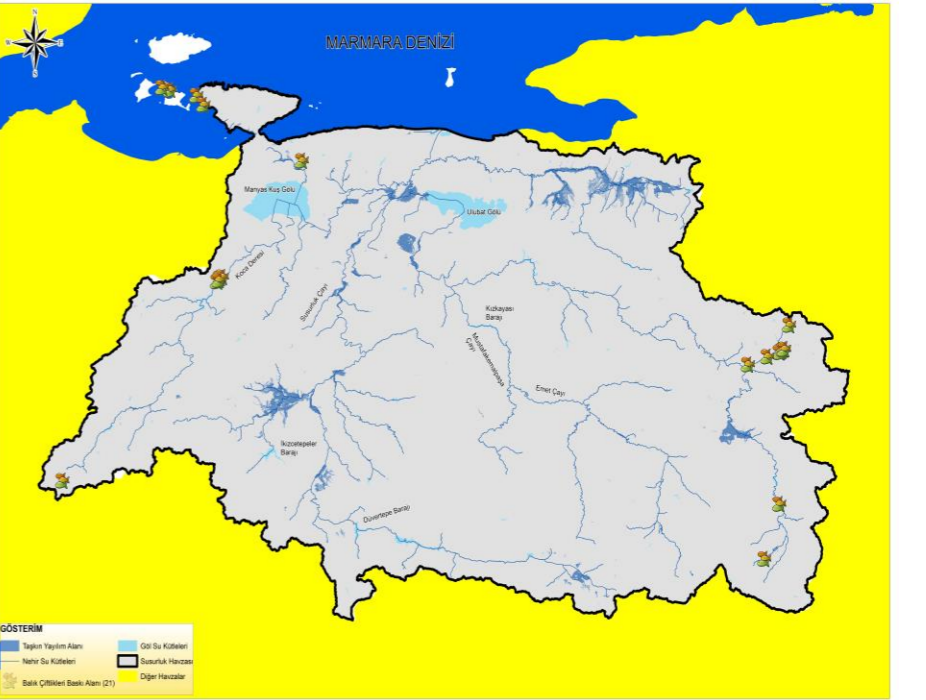 N
W
E
S
MARMARA DENİZİ
Manyas Kuş Gölü
Ulubat Gölü
Koca Deresi
Susurluk Çayı
Kızkayası
Barajı
Mustafakemalpaşa
Çayı
Emet Çayı
İkizcetepeler
Barajı
Düvertepe Barajı
GÖSTERİM
Taşkın Yayılım Alanı
Göl Su Kütleleri
Nehir Su Kütleleri
Susurluk Havzası
Balık Çiftlikleri Baskı Alanı (21)
Diğer Havzalar